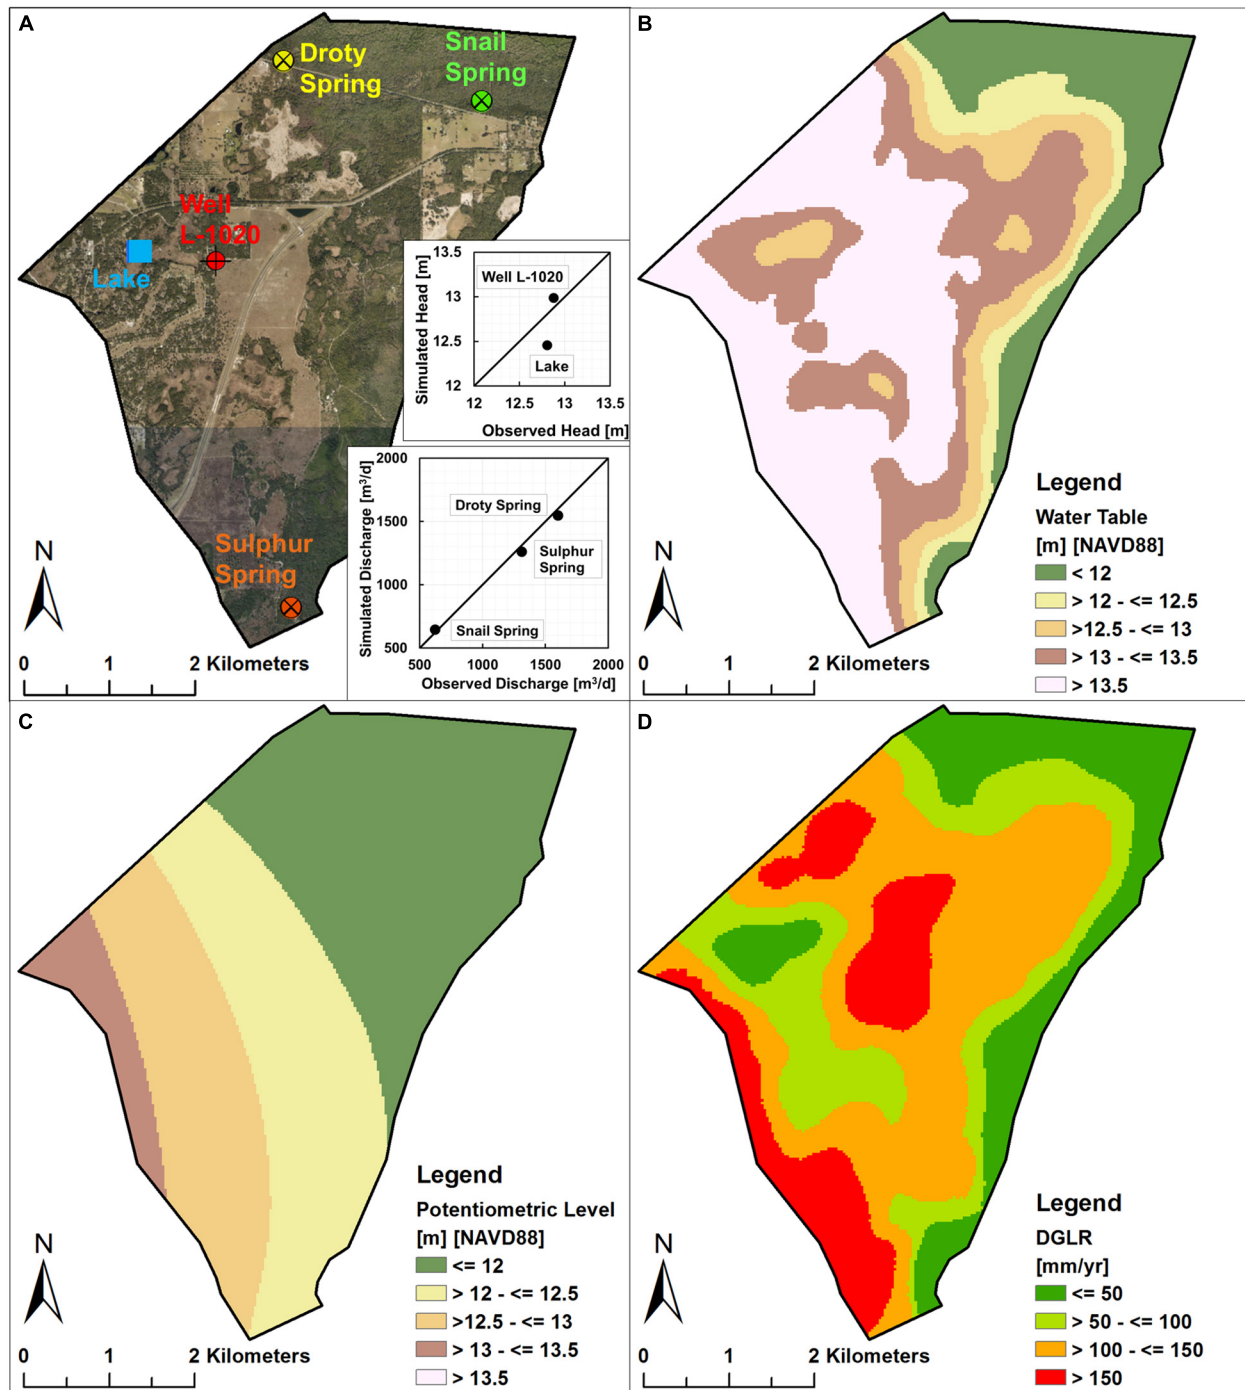 A
Droty
Spring
Snail
Spring
Well
L-1020
Lake
Sulphur
Spring
N
0 1 2 Kilometers
Simulated Head [m]
13.5
13
12.5
12
Well L-1020
Lake
12 12.5 13 13.5
Observed Head [m]
Simulated Discharge [m³/d]
2000
1500
1000
500
Droty Spring
Sulphur
Spring
Snail Spring
500 1000 1500 2000
Observed Discharge [m³/d]
B
N
0 1 2 Kilometers
Legend
Water Table
[m] [NAVD88]
< 12
> 12 - <= 12.5
>12.5 - <= 13
> 13 - <= 13.5
> 13.5
C
N
0 1 2 Kilometers
Legend
Potentiometric Level
[m] [NAVD88]
<= 12
> 12 - <= 12.5
>12.5 - <= 13
> 13 - <= 13.5
> 13.5
D
N
0 1 2 Kilometers
Legend
DGLR
[mm/yr]
<= 50
> 50 - <= 100
> 100 - <= 150
> 150